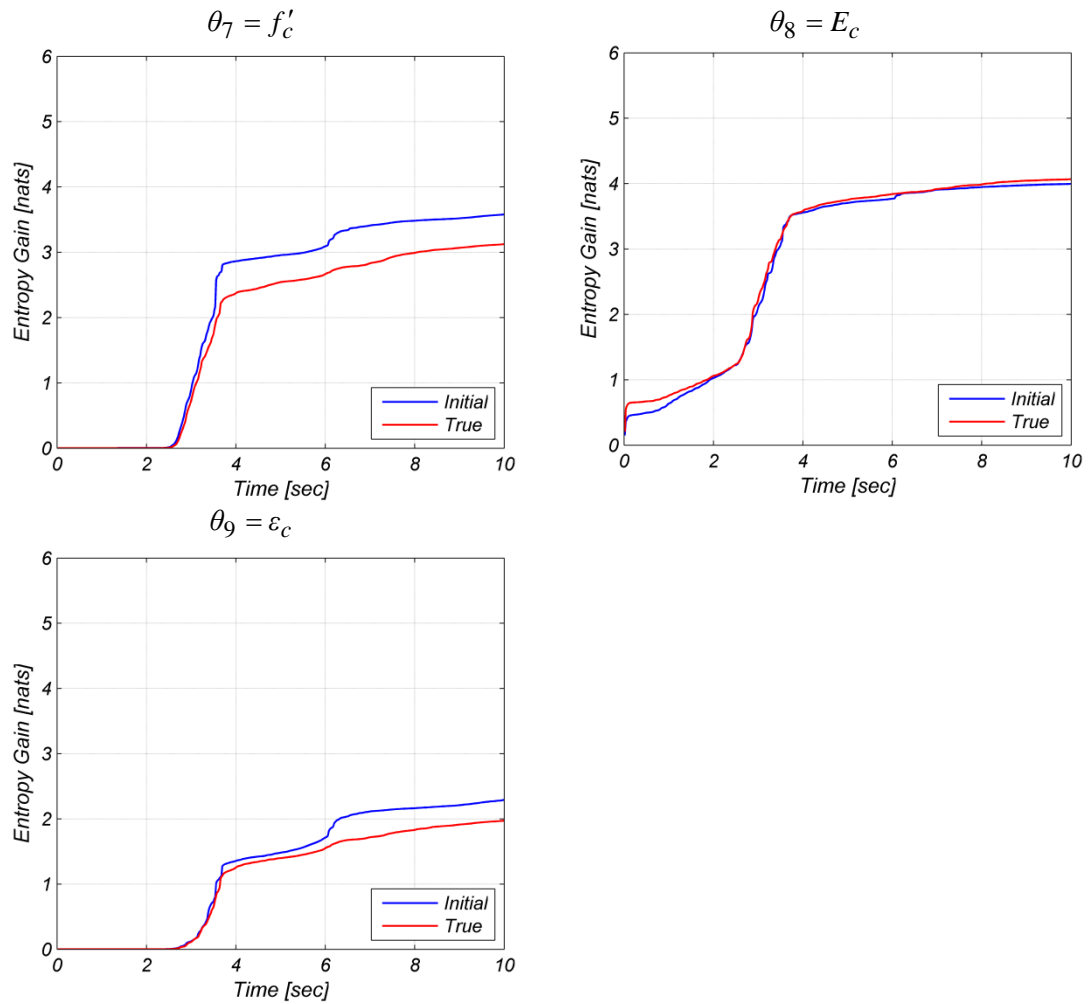 θ7 = f′c
6
5
4
3
2
1
0
Entropy Gain [nats]
Initial
True
0 2 4 6 8 10
Time [sec]
θ8 = Ec
6
5
4
3
2
1
0
Entropy Gain [nats]
Initial
True
0 2 4 6 8 10
Time [sec]
θ9 = εc
6
5
4
3
2
1
0
Entropy Gain [nats]
Initial
True
0 2 4 6 8 10
Time [sec]